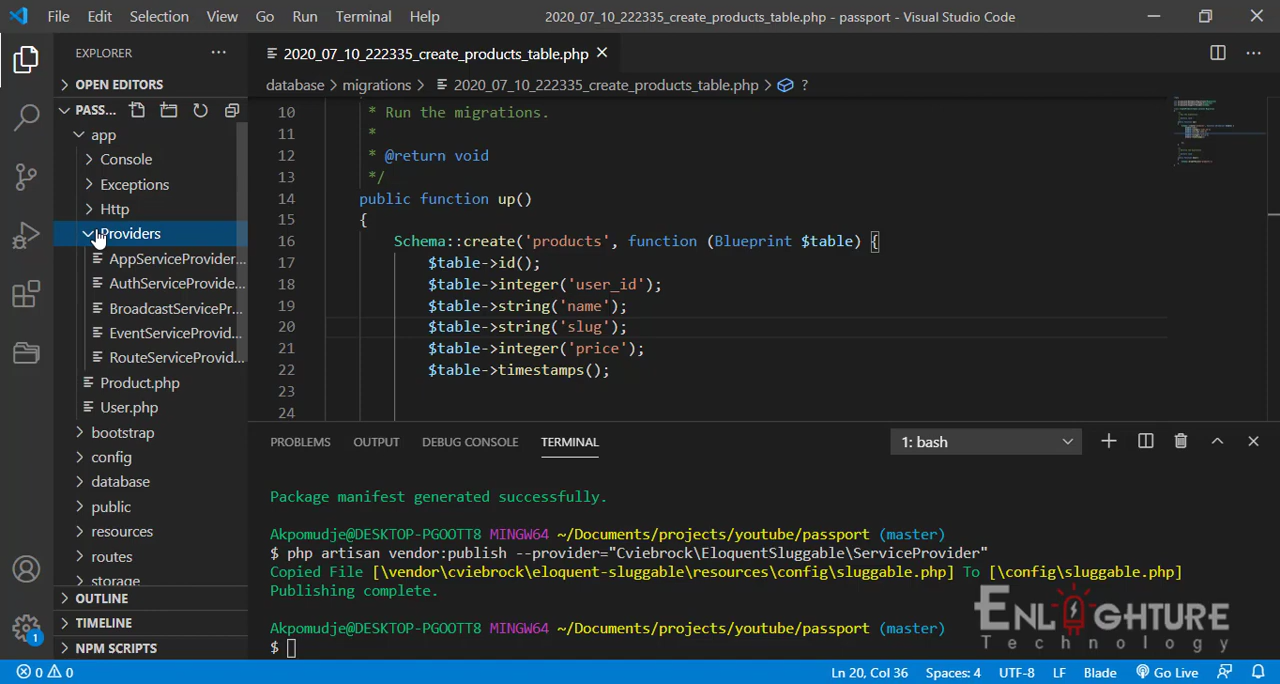 File Edit Selection View Go Run Terminal Help 2020_07_10_222335_create_products_table.php - passport - Visual Studio Code
EXPLORER
OPEN EDITORS
PASS...
app
Console
Exceptions
Http
Providers
AppServiceProvider...
AuthServiceProvide...
BroadcastServicePr...
EventServiceProvid...
RouteServiceProvid...
Product.php
User.php
bootstrap
config
database
public
resources
routes
storage
OUTLINE
TIMELINE
NPM SCRIPTS
2020_07_10_222335_create_products_table.php
database > migrations > 2020_07_10_222335_create_products_table.php > ?
10 * Run the migrations.
11 *
12 * @return void
13 */
14 public function up()
15 {
16 Schema::create('products', function (Blueprint $table) {
17 $table->id();
18 $table->integer('user_id');
19 $table->string('name');
20 $table->string('slug');
21 $table->integer('price');
22 $table->timestamps();
23
24
PROBLEMS OUTPUT DEBUG CONSOLE TERMINAL 1: bash
Package manifest generated successfully.
Akpomudje@DESKTOP-PGOOTT8 MINGW64 ~/Documents/projects/youtube/passport (master)
$ php artisan vendor:publish --provider="Cviebrock\EloquentSluggable\ServiceProvider"
Copied File [\vendor\cviebrock\eloquent-sluggable\resources\config\sluggable.php] To [\config\sluggable.php]
Publishing complete.
Akpomudje@DESKTOP-PGOOTT8 MINGW64 ~/Documents/projects/youtube/passport (master)
$
ENLIGHTURE
Technology
1
0 0 Ln 20, Col 36 Spaces: 4 UTF-8 LF Blade Go Live